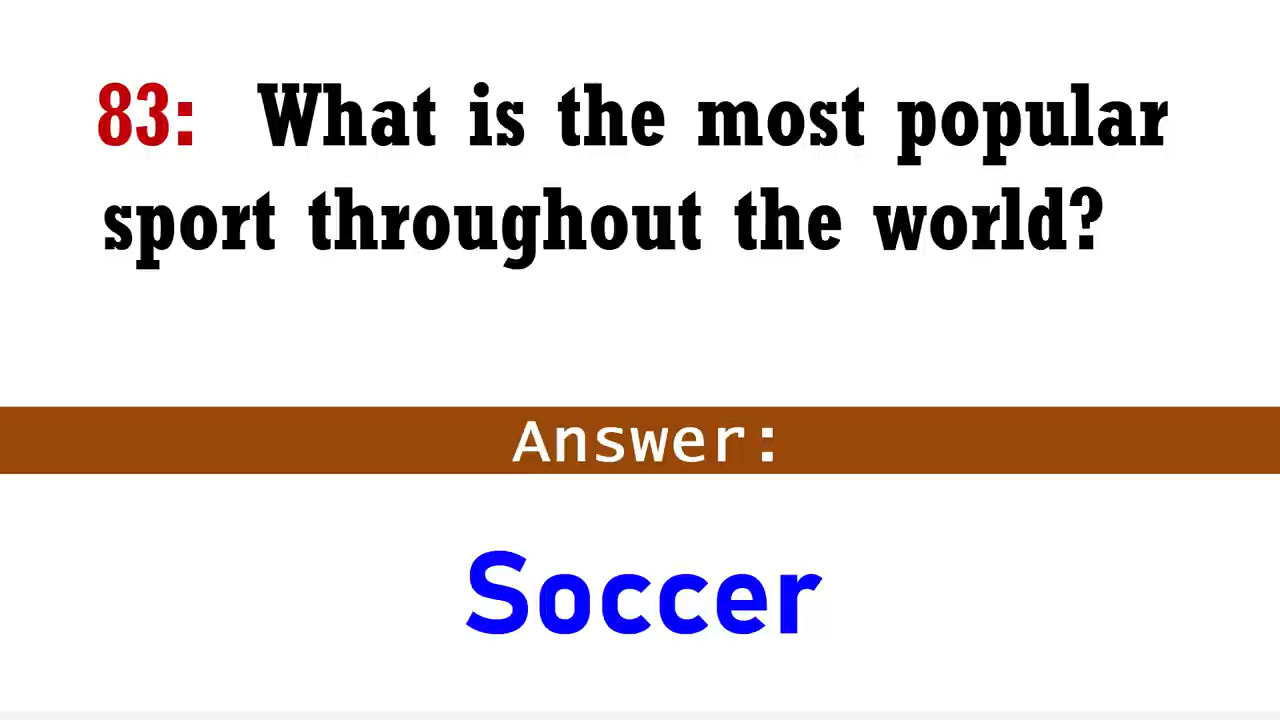 83: What is the most popular
sport throughout the world?
Answer:
Soccer